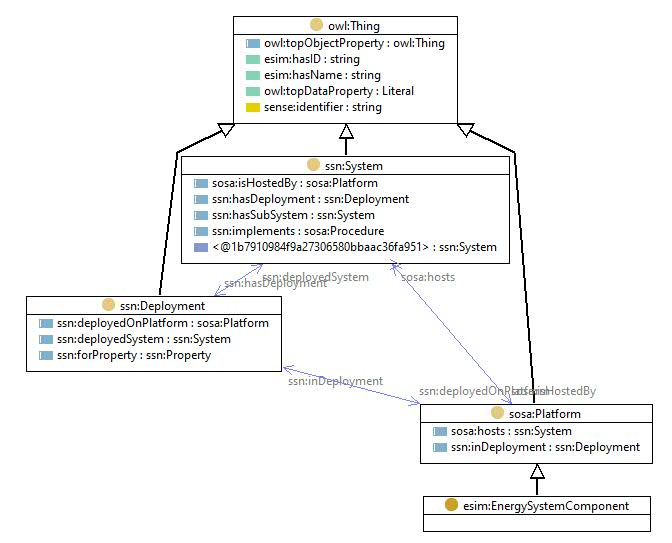 owl:Thing
owl:topObjectProperty : owl:Thing
esim:hasID : string
esim:hasName : string
owl:topDataProperty : Literal
sense:identifier : string
ssn:System
sosa:isHostedBy : sosa:Platform
ssn:hasDeployment : ssn:Deployment
ssn:hasSubSystem : ssn:System
ssn:implements : sosa:Procedure
<@1b7910984f9a27306580bbaac36fa951> : ssn:System
ssn:deployedSystem
sosa:hosts
ssn:hasDeployment
ssn:Deployment
ssn:deployedOnPlatform : sosa:Platform
ssn:deployedSystem : ssn:System
ssn:forProperty : ssn:Property
ssn:inDeployment
ssn:deployedOnPlatform
sosa:isHostedBy
sosa:Platform
sosa:hosts : ssn:System
ssn:inDeployment : ssn:Deployment
esim:EnergySystemComponent